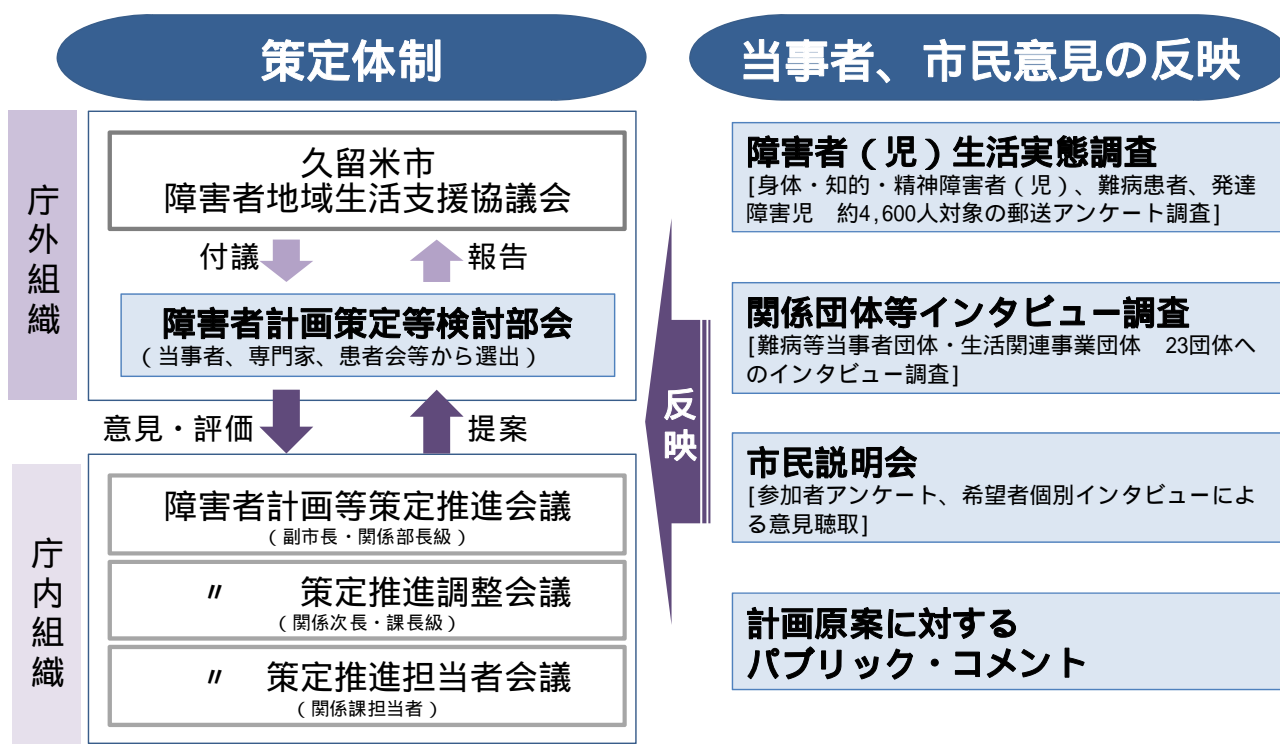 策定体制
庁外組織
久留米市
障害者地域生活支援協議会
付議
報告
障害者計画策定等検討部会
(当事者、専門家、患者会等から選出)
意見・評価
提案
庁内組織
障害者計画等策定推進会議
(副市長・関係部長級)
〃 策定推進調整会議
(関係次長・課長級)
〃 策定推進担当者会議
(関係課担当者)
反映
当事者、市民意見の反映
障害者(児)生活実態調査
[身体・知的・精神障害者(児)、難病患者、発達
障害児 約4,600人対象の郵送アンケート調査]
関係団体等インタビュー調査
[難病等当事者団体・生活関連事業団体 23団体へ
のインタビュー調査]
市民説明会
[参加者アンケート、希望者個別インタビューによ
る意見聴取]
計画原案に対する
パブリック・コメント